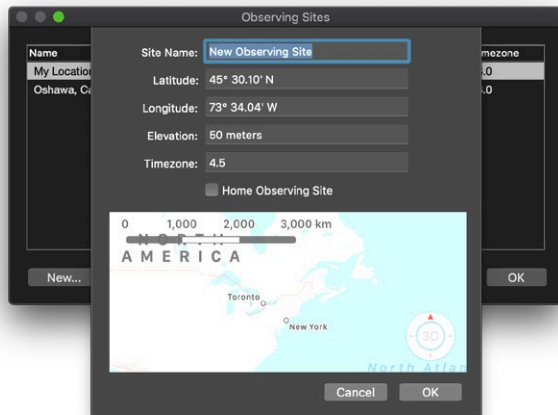 Observing Sites
Name
mezone
My Location
.0
Oshawa, Ca
.0
Site Name: New Observing Site
Latitude: 45° 30.10' N
Longitude: 73° 34.04' W
Elevation: 50 meters
Timezone: 4.5
Home Observing Site
0 1,000 2,000 3,000 km
NORTH
AMERICA
Toronto
New York
3D
North Atlan
New...
OK
Cancel
OK